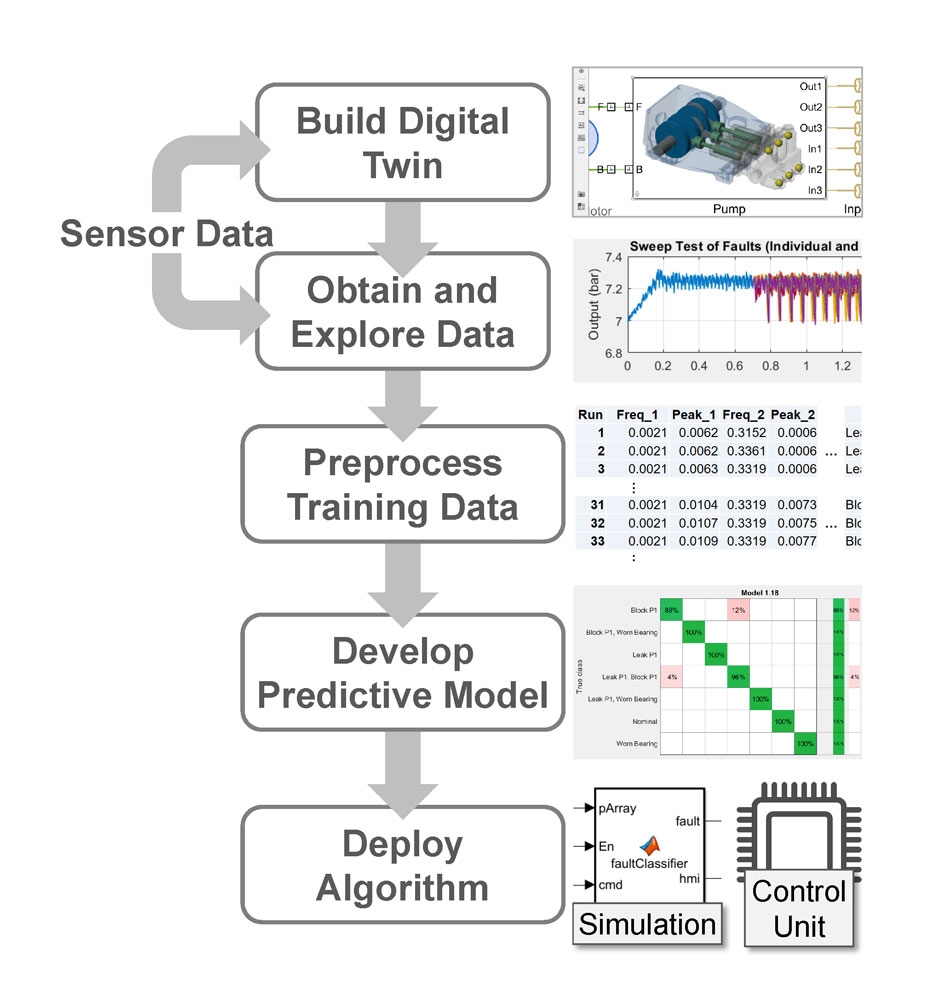 Build Digital
Twin
Sensor Data
Obtain and
Explore Data
Preprocess
Training Data
Develop
Predictive Model
Deploy
Algorithm
F F
B B
Out1
Out2
Out3
In1
In2
In3
otor
Pump
Inp
Sweep Test of Faults (Individual and
Output (bar)
7.4
7.2
7
6.8
0 0.2 0.4 0.6 0.8 1 1.2
Run Freq_1 Peak_1 Freq_2 Peak_2
1 0.0021 0.0062 0.3152 0.0006 Lea
2 0.0021 0.0062 0.3361 0.0006 ... Lea
3 0.0021 0.0063 0.3319 0.0006 Lea
⋮
31 0.0021 0.0104 0.3319 0.0073 Blo
32 0.0021 0.0107 0.3319 0.0075 ... Blo
33 0.0021 0.0109 0.3319 0.0077 Blo
⋮
Model 1.18
True class
Block P1 88% 12% 88% 12%
Block P1, Worn Bearing 100% 100%
Leak P1 100% 100%
Leak P1, Block P1 4% 96% 96% 4%
Leak P1, Worn Bearing 100% 100%
Nominal 100% 100%
Worn Bearing 100% 100%
pArray
En
cmd
fault
faultClassifier
hmi
Simulation
Control
Unit